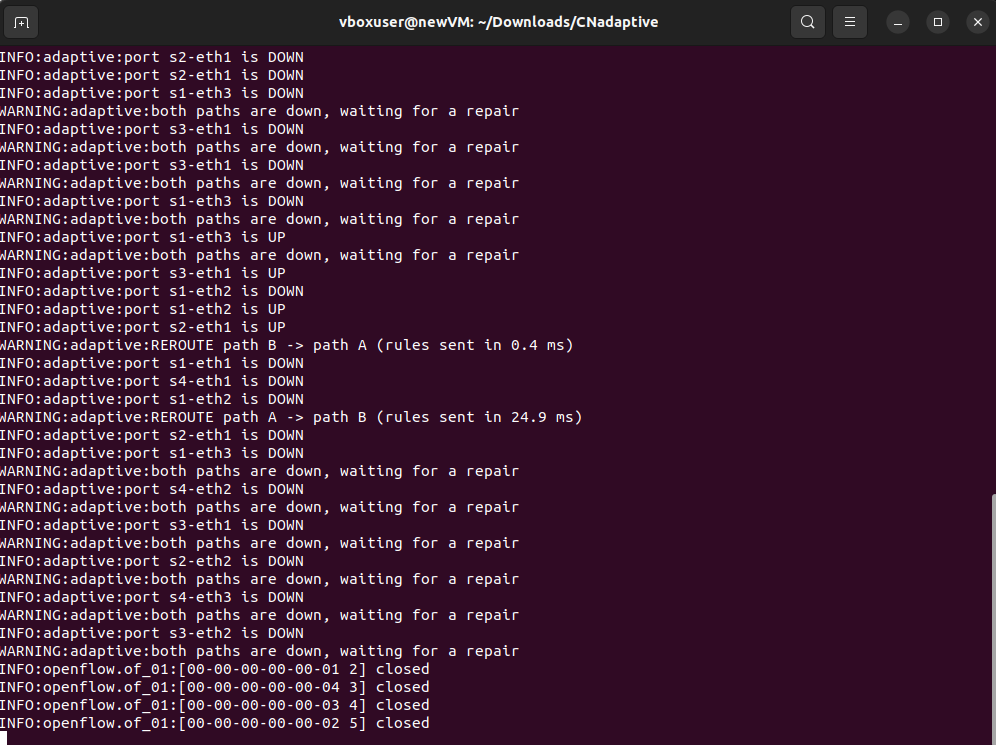 vboxuser@newVM: ~/Downloads/CNadaptive
INFO:adaptive:port s2-eth1 is DOWN
INFO:adaptive:port s2-eth1 is DOWN
INFO:adaptive:port s1-eth3 is DOWN
WARNING:adaptive:both paths are down, waiting for a repair
INFO:adaptive:port s3-eth1 is DOWN
WARNING:adaptive:both paths are down, waiting for a repair
INFO:adaptive:port s3-eth1 is DOWN
WARNING:adaptive:both paths are down, waiting for a repair
INFO:adaptive:port s1-eth3 is DOWN
WARNING:adaptive:both paths are down, waiting for a repair
INFO:adaptive:port s1-eth3 is UP
WARNING:adaptive:both paths are down, waiting for a repair
INFO:adaptive:port s3-eth1 is UP
INFO:adaptive:port s1-eth2 is DOWN
INFO:adaptive:port s1-eth2 is UP
INFO:adaptive:port s2-eth1 is UP
WARNING:adaptive:REROUTE path B -> path A (rules sent in 0.4 ms)
INFO:adaptive:port s1-eth1 is DOWN
INFO:adaptive:port s4-eth1 is DOWN
INFO:adaptive:port s1-eth2 is DOWN
WARNING:adaptive:REROUTE path A -> path B (rules sent in 24.9 ms)
INFO:adaptive:port s2-eth1 is DOWN
INFO:adaptive:port s1-eth3 is DOWN
WARNING:adaptive:both paths are down, waiting for a repair
INFO:adaptive:port s4-eth2 is DOWN
WARNING:adaptive:both paths are down, waiting for a repair
INFO:adaptive:port s3-eth1 is DOWN
WARNING:adaptive:both paths are down, waiting for a repair
INFO:adaptive:port s2-eth2 is DOWN
WARNING:adaptive:both paths are down, waiting for a repair
INFO:adaptive:port s4-eth3 is DOWN
WARNING:adaptive:both paths are down, waiting for a repair
INFO:adaptive:port s3-eth2 is DOWN
WARNING:adaptive:both paths are down, waiting for a repair
INFO:openflow.of_01:[00-00-00-00-00-01 2] closed
INFO:openflow.of_01:[00-00-00-00-00-04 3] closed
INFO:openflow.of_01:[00-00-00-00-00-03 4] closed
INFO:openflow.of_01:[00-00-00-00-00-02 5] closed